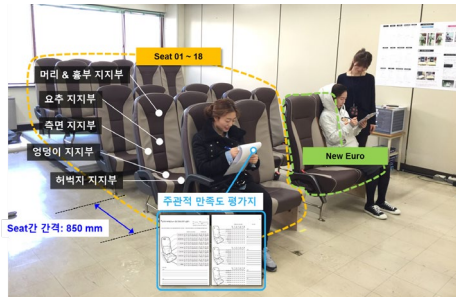 Seat 01 ~ 18
머리 & 흉부 지지부
요추 지지부
측면 지지부
엉덩이 지지부
허벅지 지지부
New Euro
주관적 만족도 평가지
Seat간 간격: 850 mm